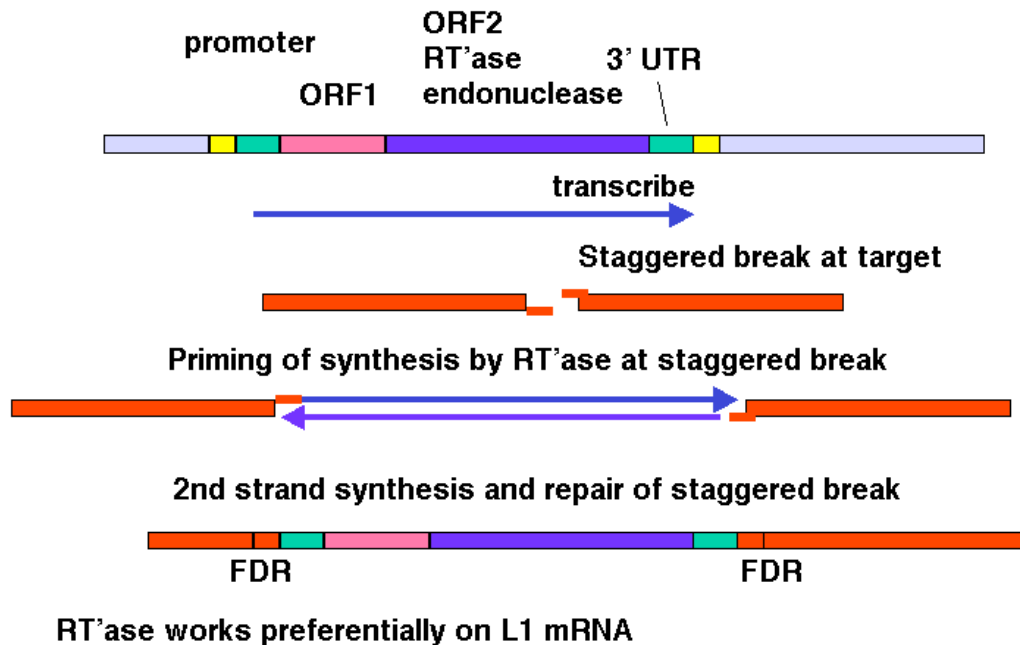 promoter
ORF1
ORF2
RT'ase
endonuclease
3' UTR
transcribe
Staggered break at target
Priming of synthesis by RT'ase at staggered break
2nd strand synthesis and repair of staggered break
FDR
FDR
RT'ase works preferentially on L1 mRNA